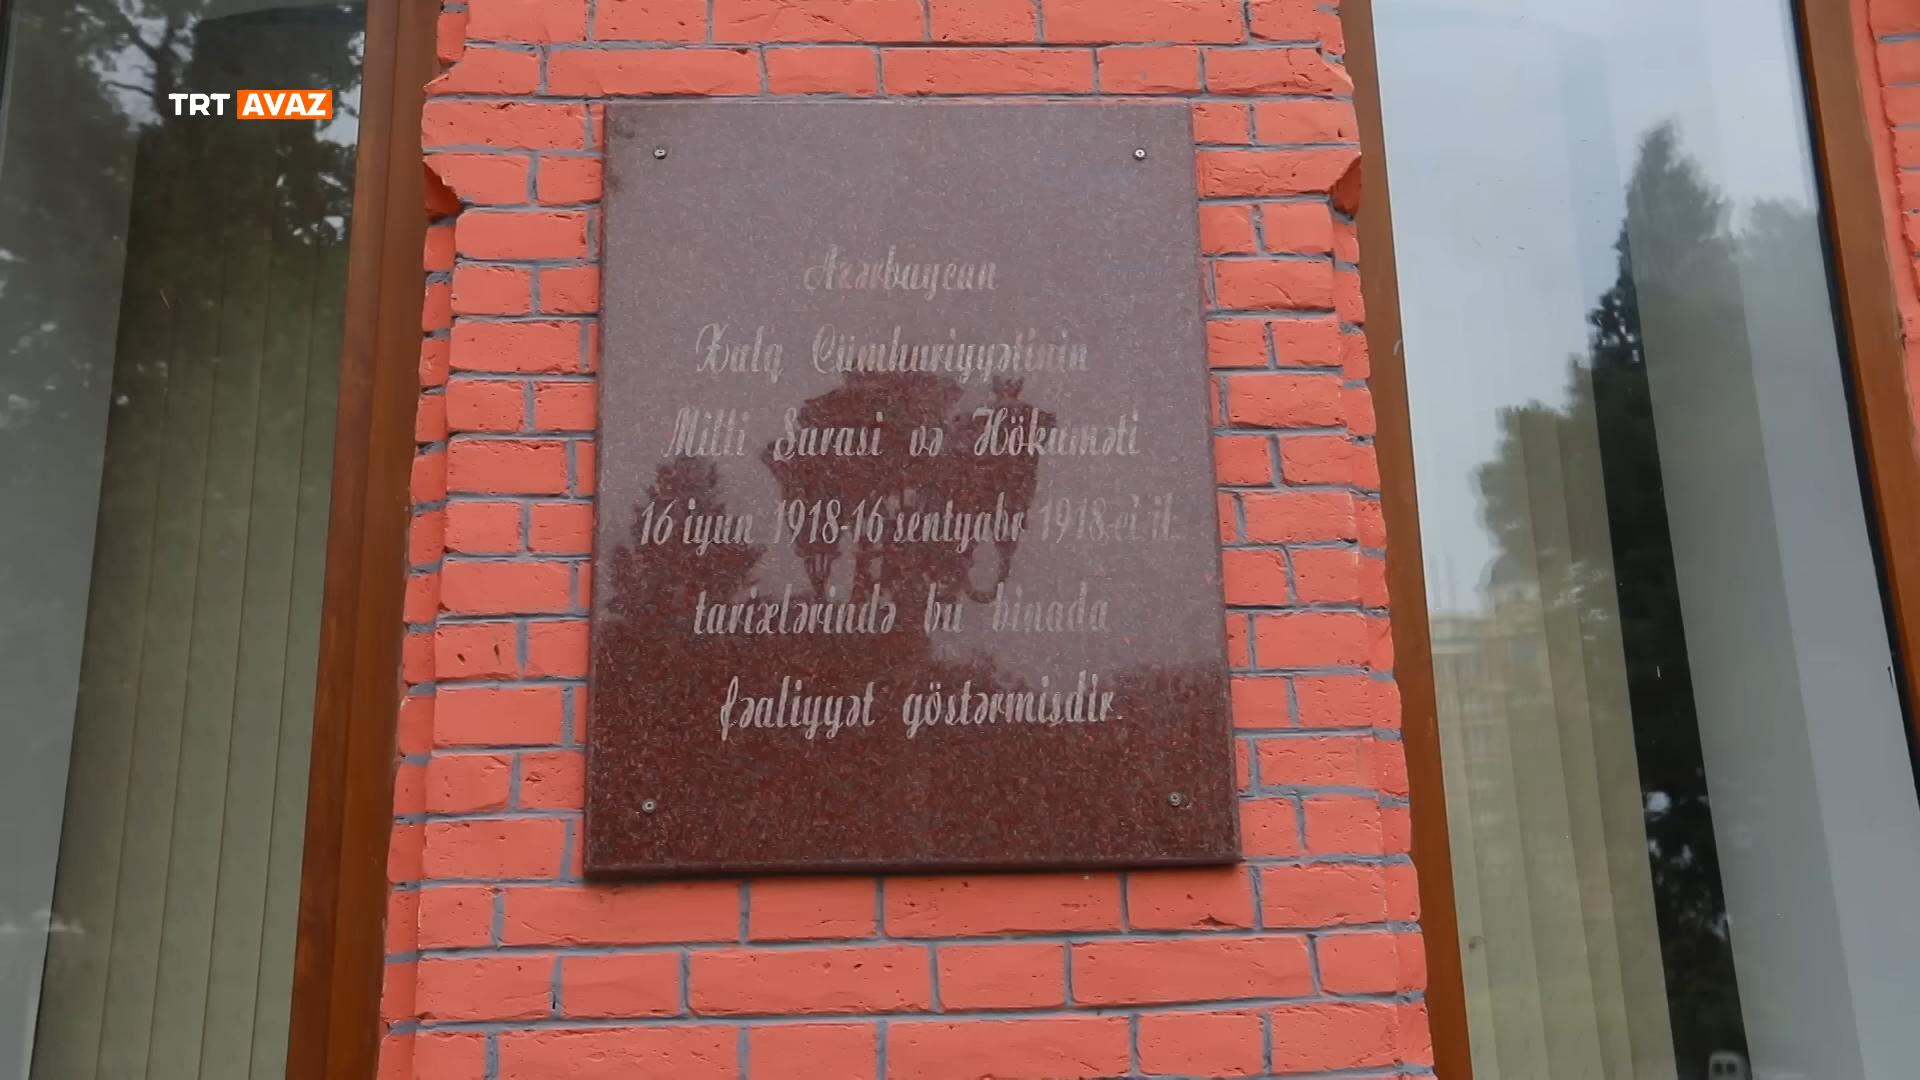 TRT AVAZ
Azərbaycan
Xalq Cümhuriyyətinin
Milli Şurasi və Hökuməti
16 iyun 1918-16 sentyabr 1918-ci il
tarixlərində bu binada
fəaliyyət göstərmişdir.